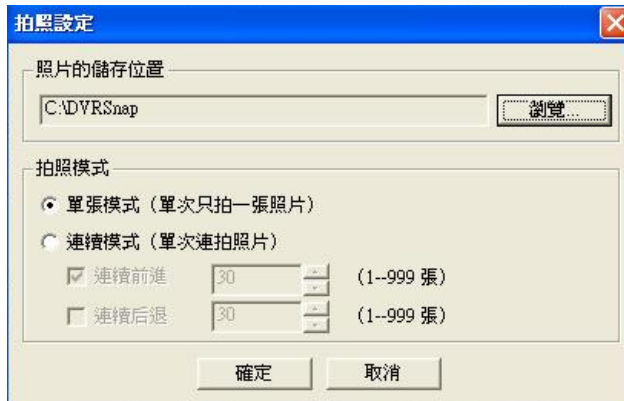 拍照設定
照片的儲存位置
C:\DVRSnap
瀏覽...
拍照模式
單張模式（單次只拍一張照片）
連續模式（單次連拍照片）
連續前進 30 (1--999 張)
連續后退 30 (1--999 張)
確定 取消